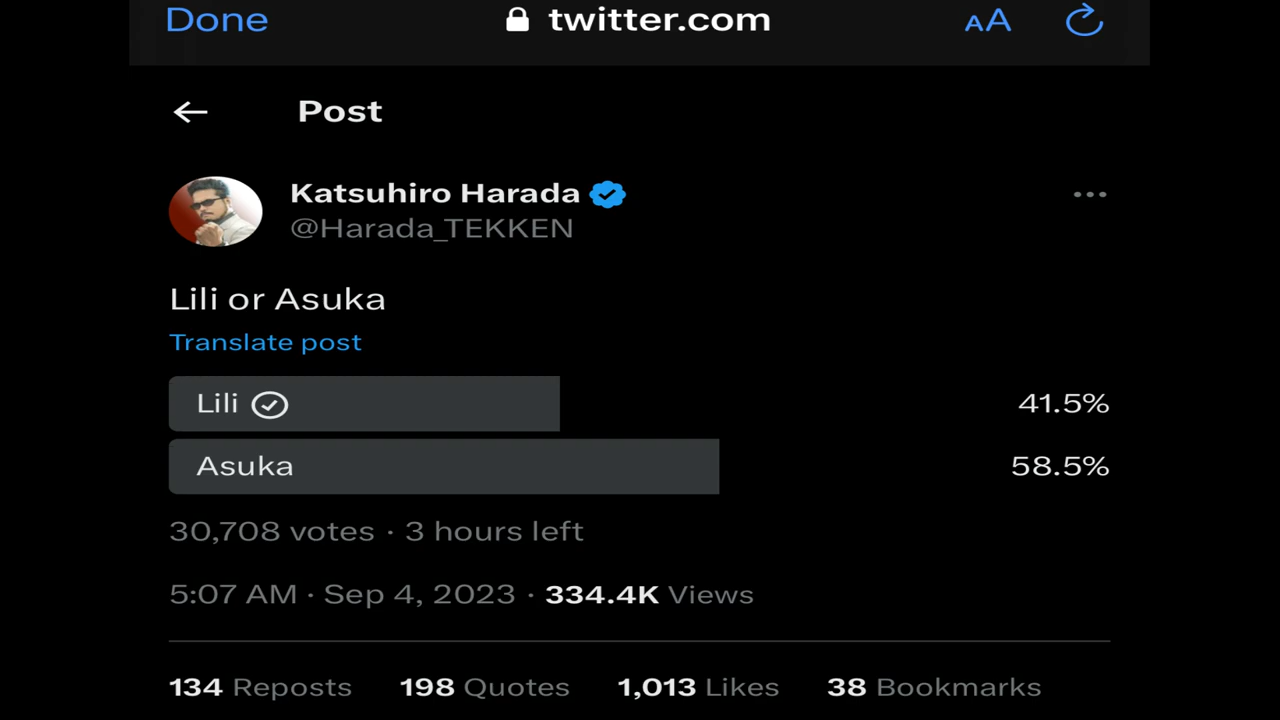 Done twitter.com AA
Post
Katsuhiro Harada
@Harada_TEKKEN
Lili or Asuka
Translate post
Lili 41.5%
Asuka 58.5%
30,708 votes · 3 hours left
5:07 AM · Sep 4, 2023 · 334.4K Views
134 Reposts 198 Quotes 1,013 Likes 38 Bookmarks